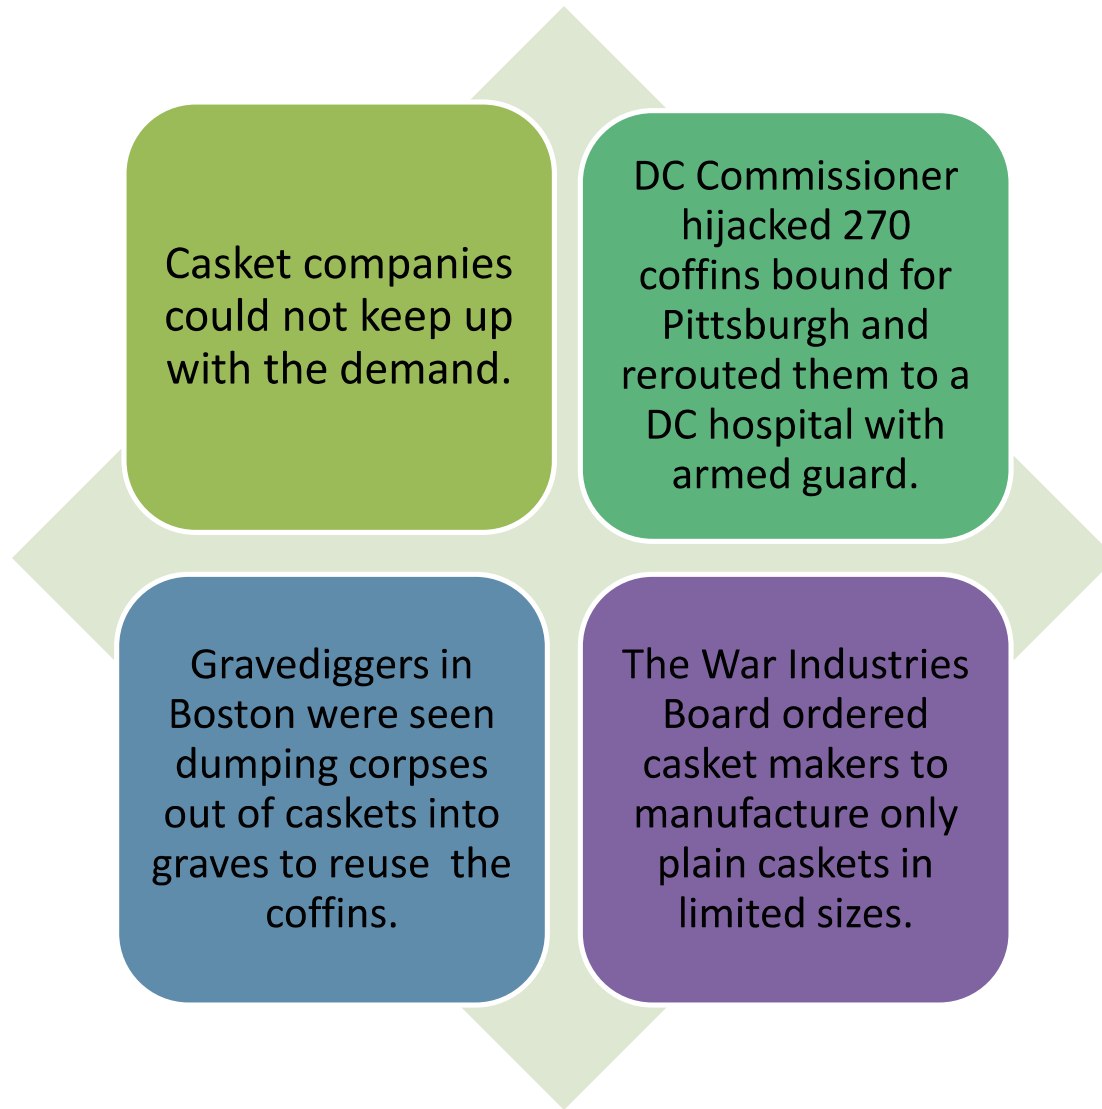 Casket companies
could not keep up
with the demand.
DC Commissioner
hijacked 270
coffins bound for
Pittsburgh and
rerouted them to a
DC hospital with
armed guard.
Gravediggers in
Boston were seen
dumping corpses
out of caskets into
graves to reuse  the
coffins.
The War Industries
Board ordered
casket makers to
manufacture only
plain caskets in
limited sizes.